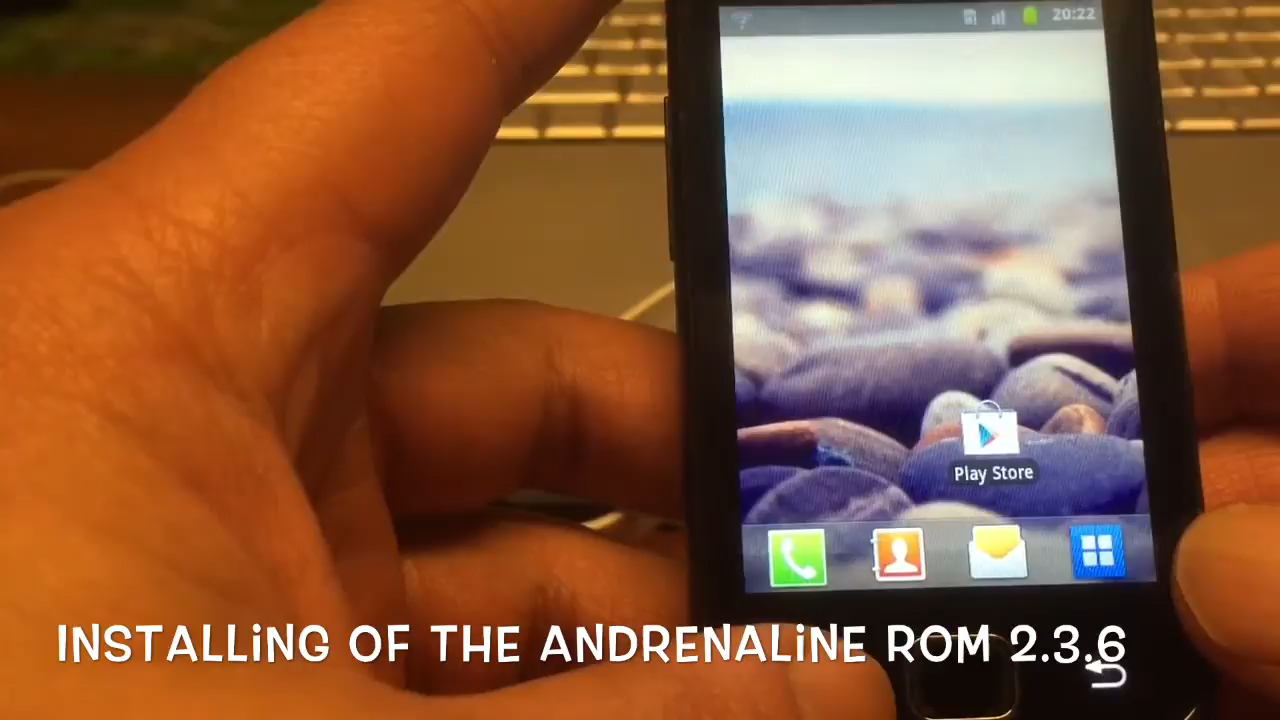 20:22
Play Store
INSTALLING OF THE ANDRENALINE ROM 2.3.6